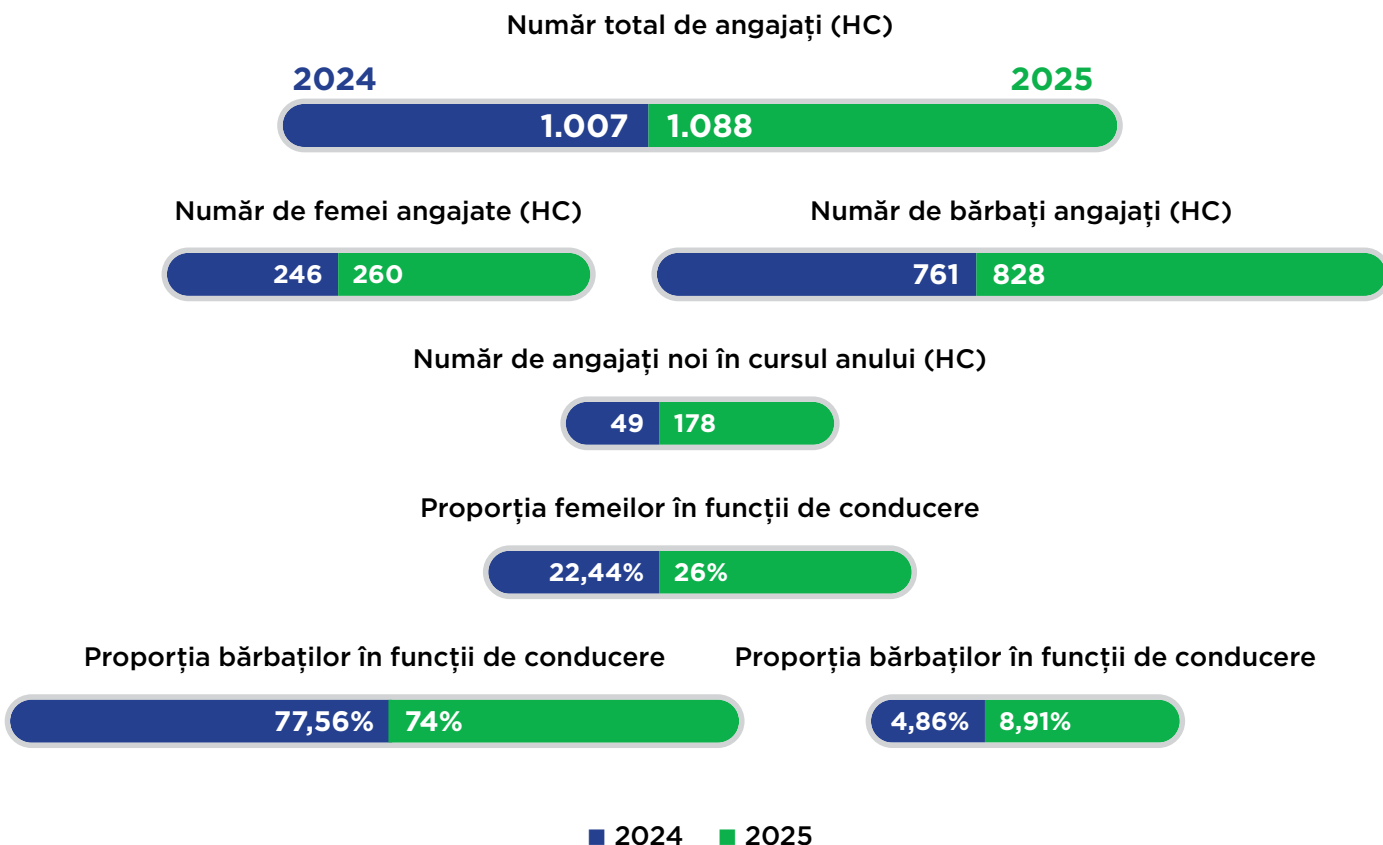 Număr total de angajați (HC)
2024 2025
1.007 1.088
Număr de femei angajate (HC) Număr de bărbați angajați (HC)
246 260 761 828
Număr de angajați noi în cursul anului (HC)
49 178
Proporția femeilor în funcții de conducere
22,44% 26%
Proporția bărbaților în funcții de conducere Proporția bărbaților în funcții de conducere
77,56% 74% 4,86% 8,91%
2024 2025